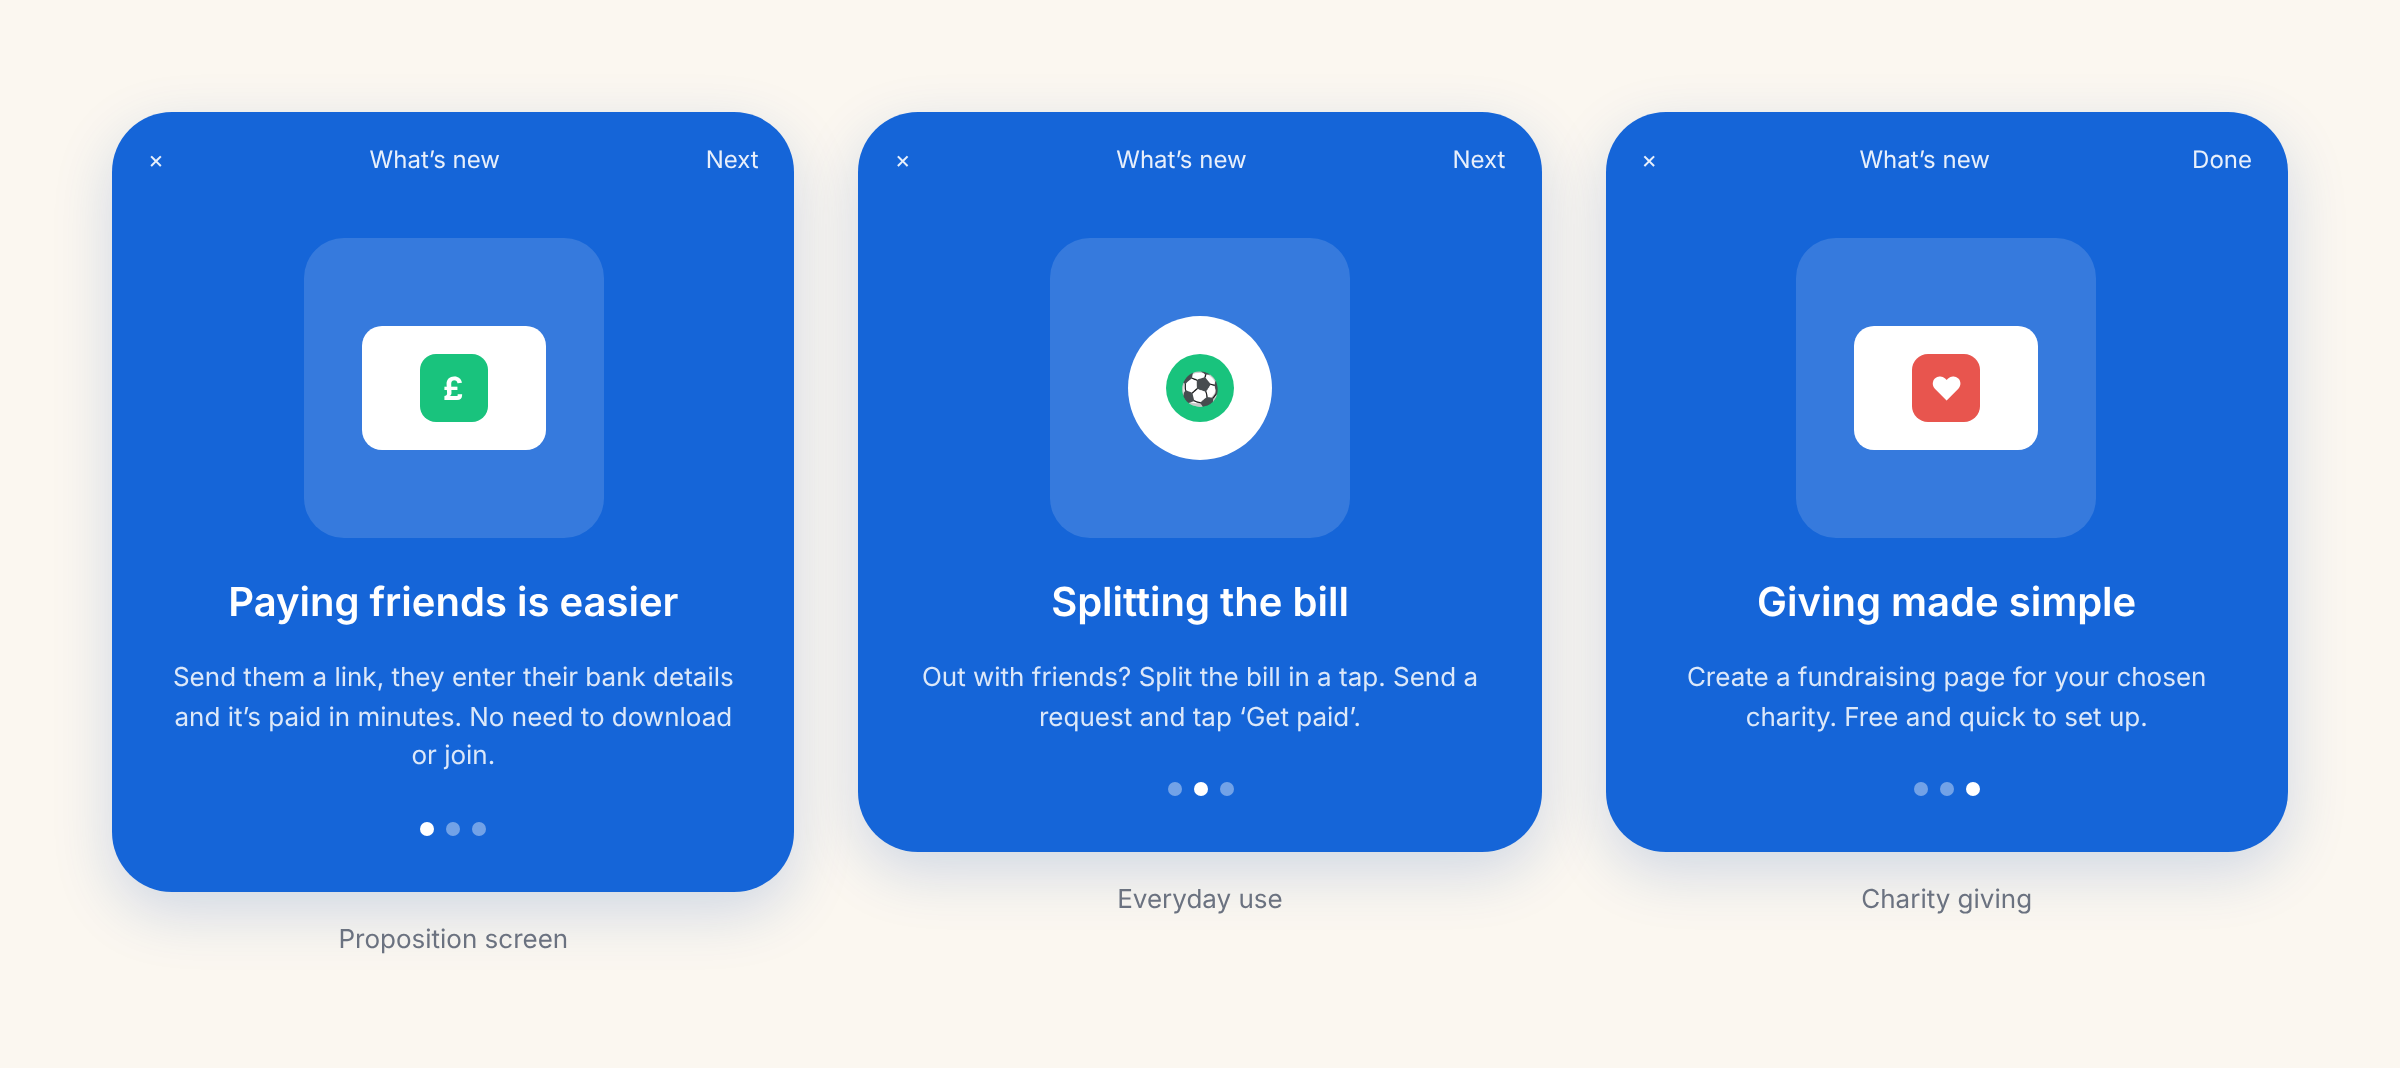 × What’s new Next
£
Paying friends is easier
Send them a link, they enter their bank details
and it’s paid in minutes. No need to download
or join.
Proposition screen
× What’s new Next
Splitting the bill
Out with friends? Split the bill in a tap. Send a
request and tap ‘Get paid’.
Everyday use
× What’s new Done
Giving made simple
Create a fundraising page for your chosen
charity. Free and quick to set up.
Charity giving